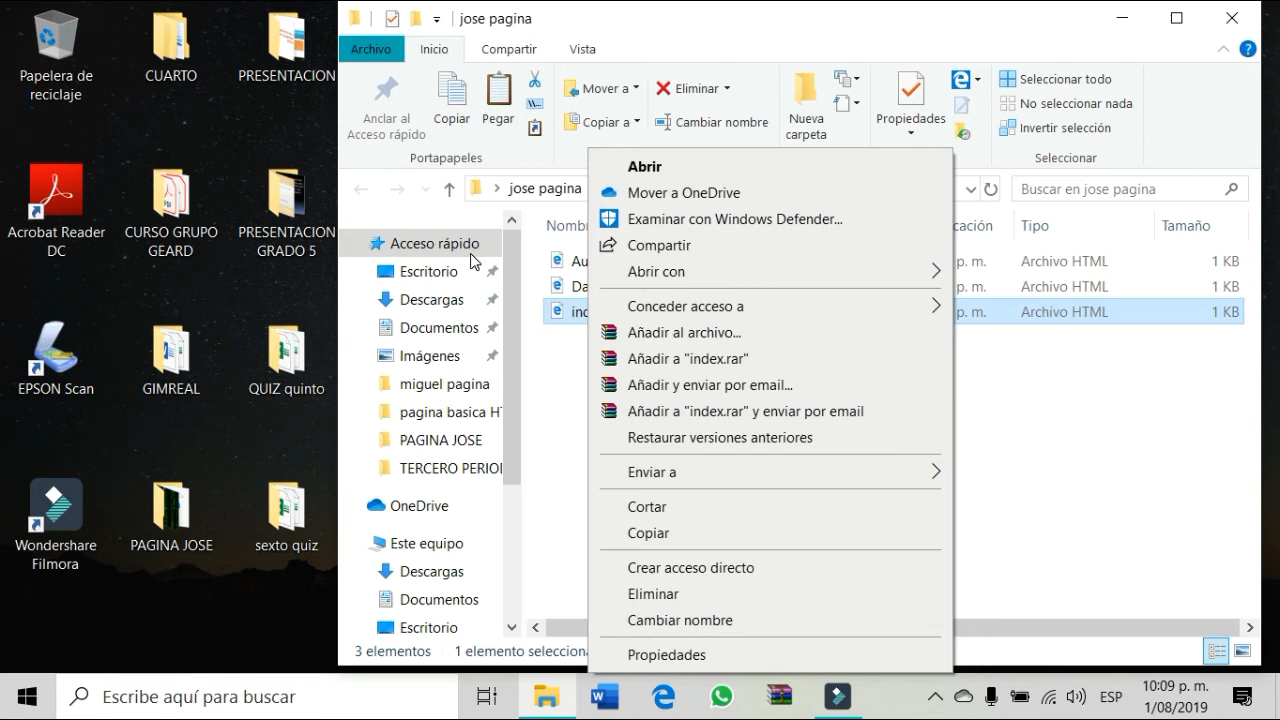 Papelera de
reciclaje
CUARTO
PRESENTACION
Acrobat Reader
DC
CURSO GRUPO
GEARD
PRESENTACION
GRADO 5
EPSON Scan
GIMREAL
QUIZ quinto
Wondershare
Filmora
PAGINA JOSE
sexto quiz
jose pagina
Archivo
Inicio
Compartir
Vista
Anclar al
Acceso rápido
Copiar
Pegar
Mover a
Copiar a
Eliminar
Cambiar nombre
Nueva
carpeta
Propiedades
Seleccionar todo
No seleccionar nada
Invertir selección
Portapapeles
Seleccionar
jose pagina
Buscar en jose pagina
Tipo
Tamaño
p. m.
Archivo HTML
1 KB
p. m.
Archivo HTML
1 KB
p. m.
Archivo HTML
1 KB
Acceso rápido
Escritorio
Descargas
Documentos
Imágenes
miguel pagina
pagina basica
PAGINA JOSE
TERCERO
OneDrive
Este equipo
Descargas
Documentos
Escritorio
3 elementos
1 elemento
Abrir
Mover a OneDrive
Examinar con Windows Defender...
Compartir
Abrir con
Conceder acceso a
Añadir al archivo...
Añadir a "index.rar"
Añadir y enviar por email...
Añadir a "index.rar" y enviar por email
Restaurar versiones anteriores
Enviar a
Cortar
Copiar
Crear acceso directo
Eliminar
Cambiar nombre
Propiedades
Escribe aquí para buscar
ESP
10:09 p. m.
1/08/2019